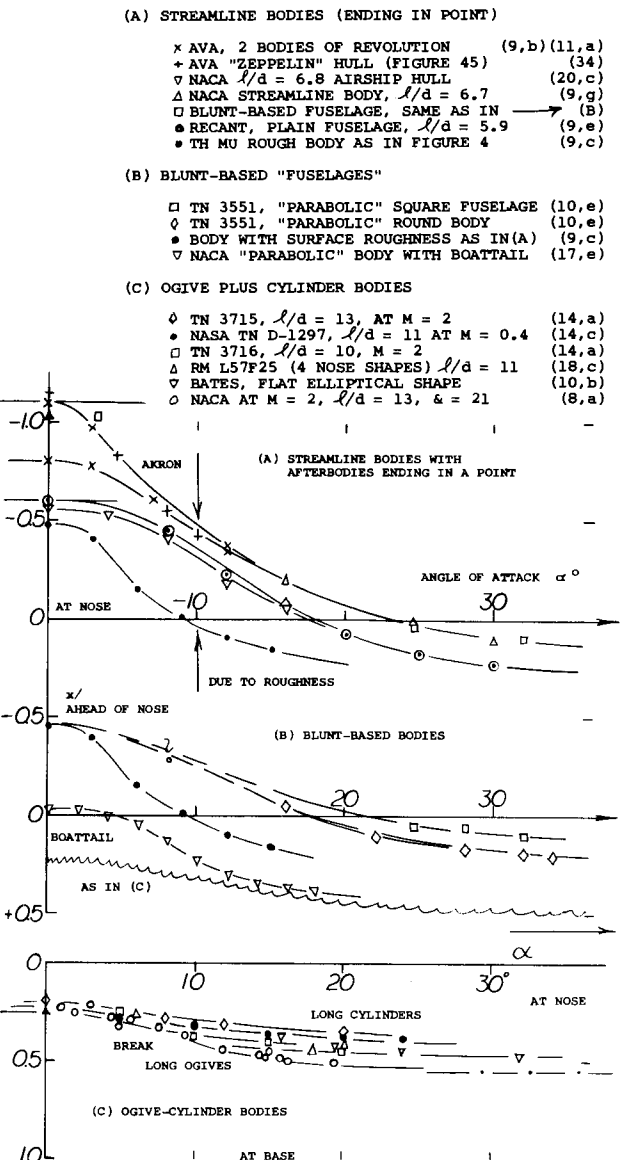 (A) STREAMLINE BODIES (ENDING IN POINT)
× AVA, 2 BODIES OF REVOLUTION (9,b)(11,a)
+ AVA "ZEPPELIN" HULL (FIGURE 45) (34)
▽ NACA ℓ/d = 6.8 AIRSHIP HULL (20,c)
△ NACA STREAMLINE BODY, ℓ/d = 6.7 (9,g)
□ BLUNT-BASED FUSELAGE, SAME AS IN → (B)
● RECANT, PLAIN FUSELAGE, ℓ/d = 5.9 (9,e)
• TH MU ROUGH BODY AS IN FIGURE 4 (9,c)
(B) BLUNT-BASED "FUSELAGES"
□ TN 3551, "PARABOLIC" SQUARE FUSELAGE (10,e)
◇ TN 3551, "PARABOLIC" ROUND BODY (10,e)
• BODY WITH SURFACE ROUGHNESS AS IN(A) (9,c)
▽ NACA "PARABOLIC" BODY WITH BOATTAIL (17,e)
(C) OGIVE PLUS CYLINDER BODIES
◇ TN 3715, ℓ/d = 13, AT M = 2 (14,a)
• NASA TN D-1297, ℓ/d = 11 AT M = 0.4 (14,c)
□ TN 3716, ℓ/d = 10, M = 2 (14,a)
△ RM L57F25 (4 NOSE SHAPES) ℓ/d = 11 (18,c)
▽ BATES, FLAT ELLIPTICAL SHAPE (10,b)
○ NACA AT M = 2, ℓ/d = 13, & = 21 (8,a)
-1.0
AKRON
(A) STREAMLINE BODIES WITH
AFTERBODIES ENDING IN A POINT
-0.5
ANGLE OF ATTACK α°
AT NOSE
-10
30
0
DUE TO ROUGHNESS
x/
AHEAD OF NOSE
-0.5
(B) BLUNT-BASED BODIES
20
30
0
BOATTAIL
AS IN (C)
+0.5
α
0
10
20
30°
AT NOSE
LONG CYLINDERS
BREAK
LONG OGIVES
0.5
(C) OGIVE-CYLINDER BODIES
1.0
AT BASE